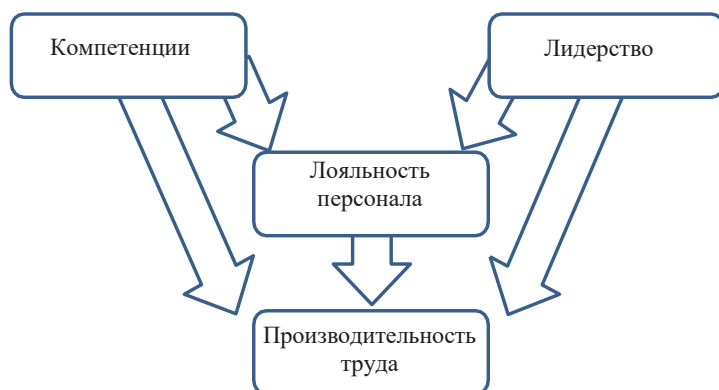 Компетенции
Лидерство
Лояльность
персонала
Производительность
труда